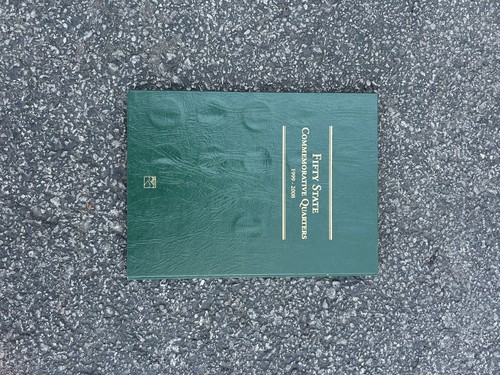 FIFTY STATE
COMMEMORATIVE QUARTERS
1999 - 2008